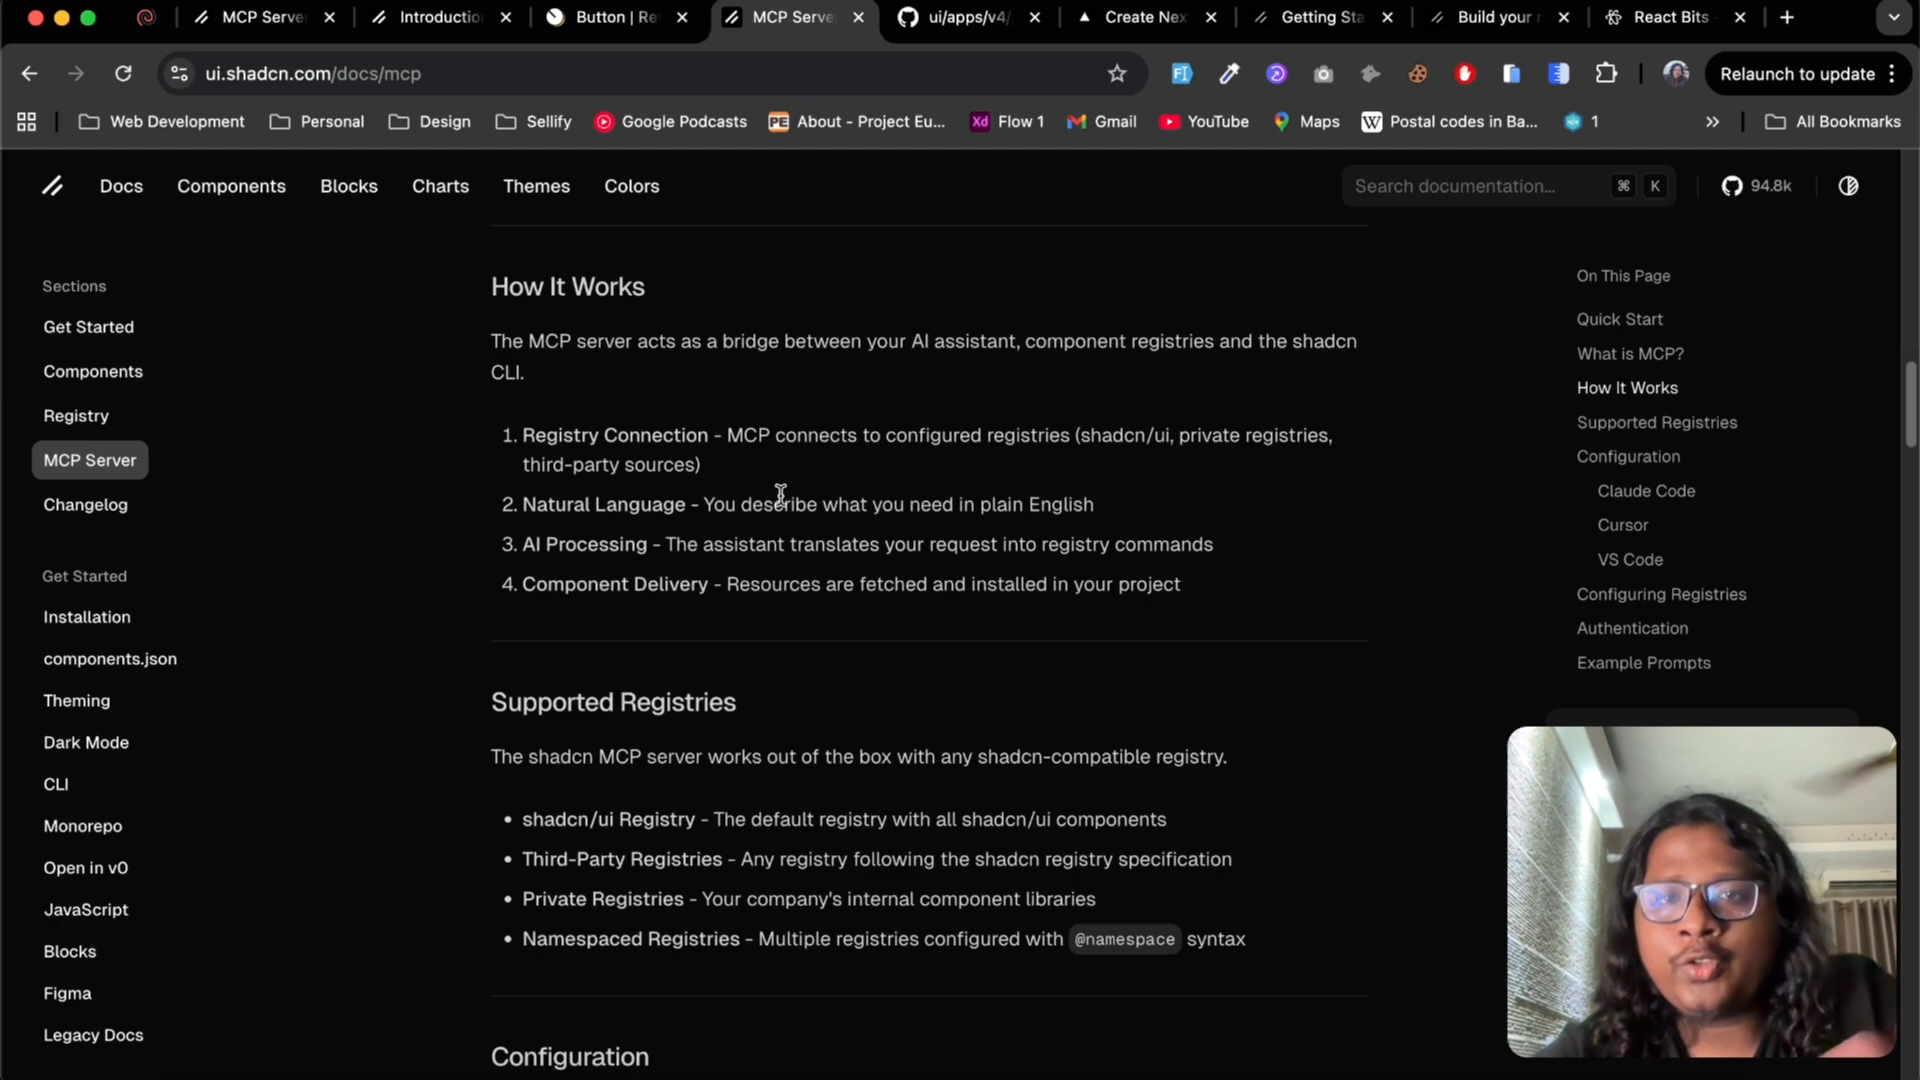 MCP Serve
Introductio
Button | Re
MCP Serve
ui/apps/v4/
Create Nex
Getting Sta
Build your r
React Bits -
ui.shadcn.com/docs/mcp
Relaunch to update
Web Development
Personal
Design
Sellify
Google Podcasts
PE
About - Project Eu...
Xd
Flow 1
Gmail
YouTube
Maps
W
Postal codes in Ba...
1
All Bookmarks
Docs
Components
Blocks
Charts
Themes
Colors
Search documentation...
⌘ K
94.8k
Sections
Get Started
Components
Registry
MCP Server
Changelog
Get Started
Installation
components.json
Theming
Dark Mode
CLI
Monorepo
Open in v0
JavaScript
Blocks
Figma
Legacy Docs
How It Works
The MCP server acts as a bridge between your AI assistant, component registries and the shadcn
CLI.
1. Registry Connection - MCP connects to configured registries (shadcn/ui, private registries,
third-party sources)
2. Natural Language - You describe what you need in plain English
3. AI Processing - The assistant translates your request into registry commands
4. Component Delivery - Resources are fetched and installed in your project
Supported Registries
The shadcn MCP server works out of the box with any shadcn-compatible registry.
• shadcn/ui Registry - The default registry with all shadcn/ui components
• Third-Party Registries - Any registry following the shadcn registry specification
• Private Registries - Your company's internal component libraries
• Namespaced Registries - Multiple registries configured with @namespace syntax
Configuration
On This Page
Quick Start
What is MCP?
How It Works
Supported Registries
Configuration
Claude Code
Cursor
VS Code
Configuring Registries
Authentication
Example Prompts